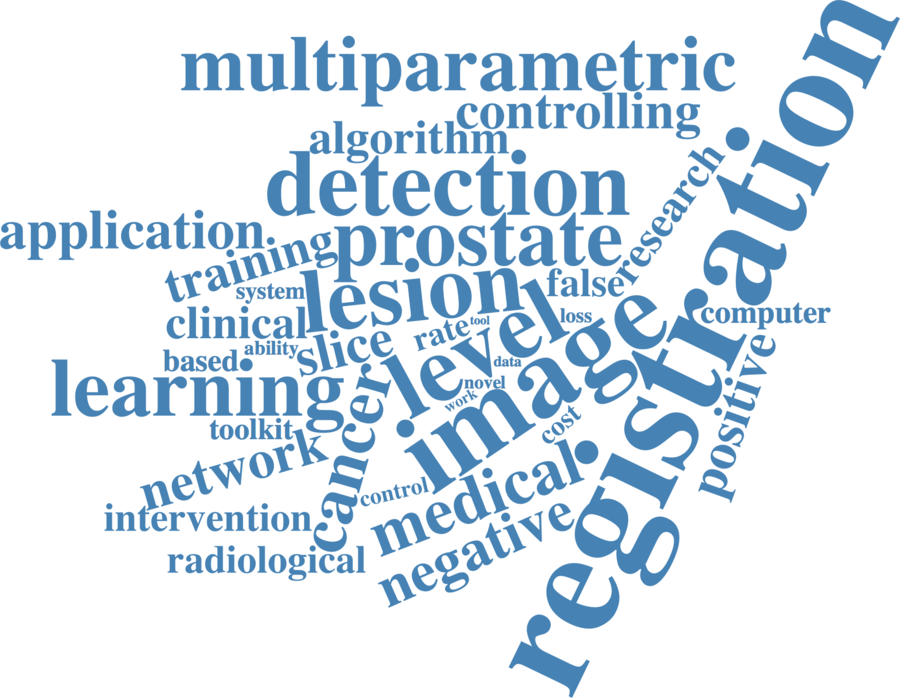 multiparametric
controlling
algorithm
detection
research
registration
application
training
prostate
system
lesion
false
clinical
slice
rate
tool
loss
computer
based
ability
level
image
positive
learning
data
novel
work
toolkit
cancer
cost
network
control
medical
intervention
negative
radiological